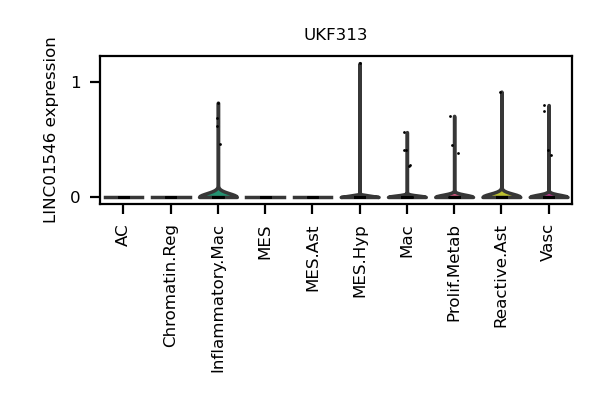 UKF313
LINC01546 expression
1
0
AC
Chromatin.Reg
Inflammatory.Mac
MES
MES.Ast
MES.Hyp
Mac
Prolif.Metab
Reactive.Ast
Vasc